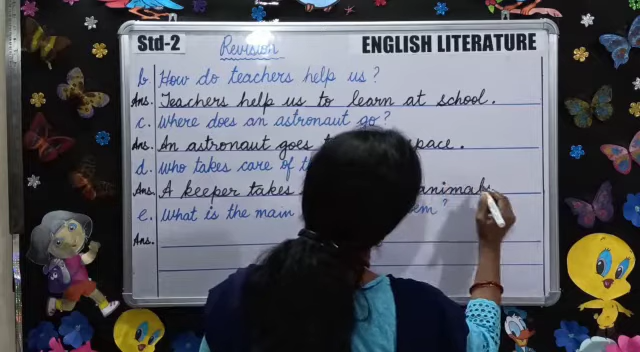 Std-2 Revision ENGLISH LITERATURE
b. How do teachers help us?
Ans. Teachers help us to learn at school.
c. Where does an astronaut go?
Ans. An astronaut goes
d. Who takes care of
Ans. A keeper takes animals
e. What is the main
Ans.